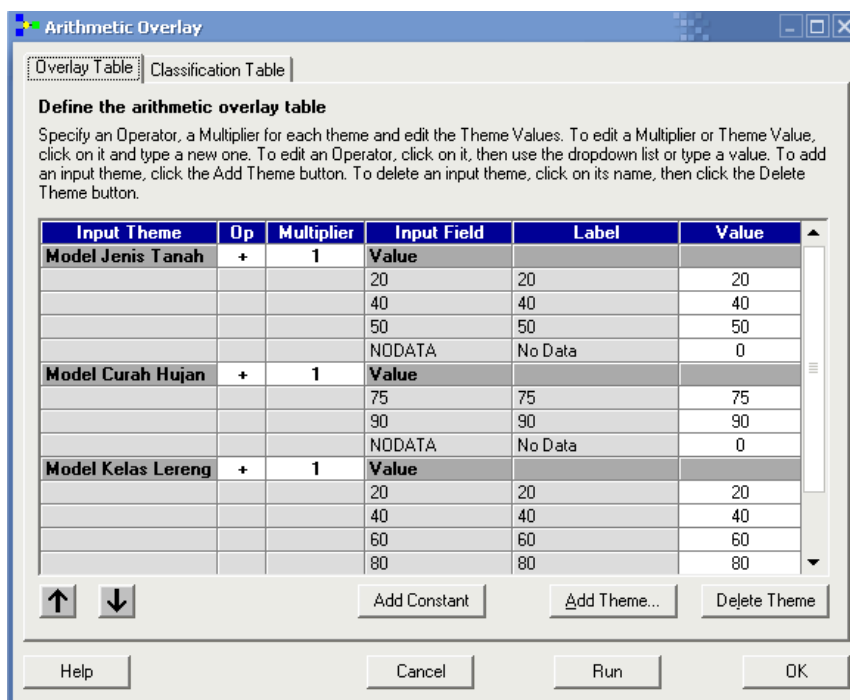 Arithmetic Overlay
Overlay Table Classification Table
Define the arithmetic overlay table
Specify an Operator, a Multiplier for each theme and edit the Theme Values. To edit a Multiplier or Theme Value,
click on it and type a new one. To edit an Operator, click on it, then use the dropdown list or type a value. To add
an input theme, click the Add Theme button. To delete an input theme, click on its name, then click the Delete
Theme button.
Input Theme Op Multiplier Input Field Label Value
Model Jenis Tanah + 1 Value
20 20 20
40 40 40
50 50 50
NODATA No Data 0
Model Curah Hujan + 1 Value
75 75 75
90 90 90
NODATA No Data 0
Model Kelas Lereng + 1 Value
20 20 20
40 40 40
60 60 60
80 80 80
Add Constant Add Theme... Delete Theme
Help Cancel Run OK